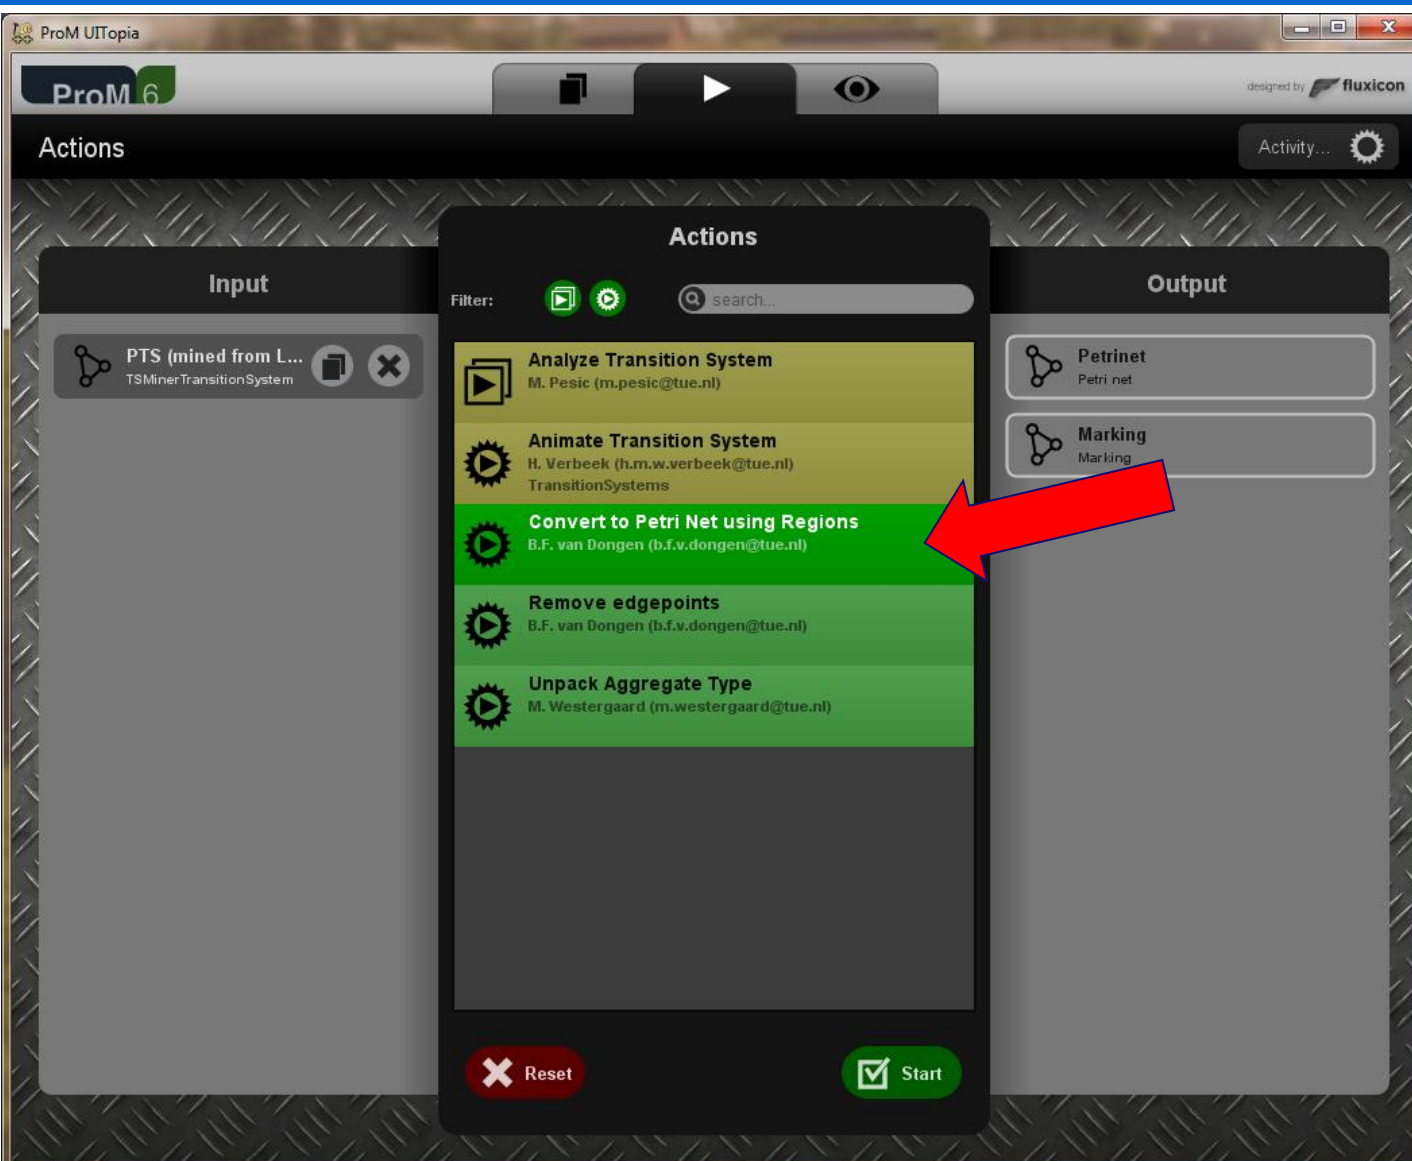 ProM UITopia
ProM 6
designed by fluxicon
Actions
Activity...
Actions
Input
Output
Filter:
search...
PTS (mined from L...
TSMinerTransitionSystem
Analyze Transition System
M. Pesic (m.pesic@tue.nl)
Animate Transition System
H. Verbeek (h.m.w.verbeek@tue.nl)
TransitionSystems
Convert to Petri Net using Regions
B.F. van Dongen (b.f.v.dongen@tue.nl)
Remove edgepoints
B.F. van Dongen (b.f.v.dongen@tue.nl)
Unpack Aggregate Type
M. Westergaard (m.westergaard@tue.nl)
Petrinet
Petri net
Marking
Marking
Reset
Start